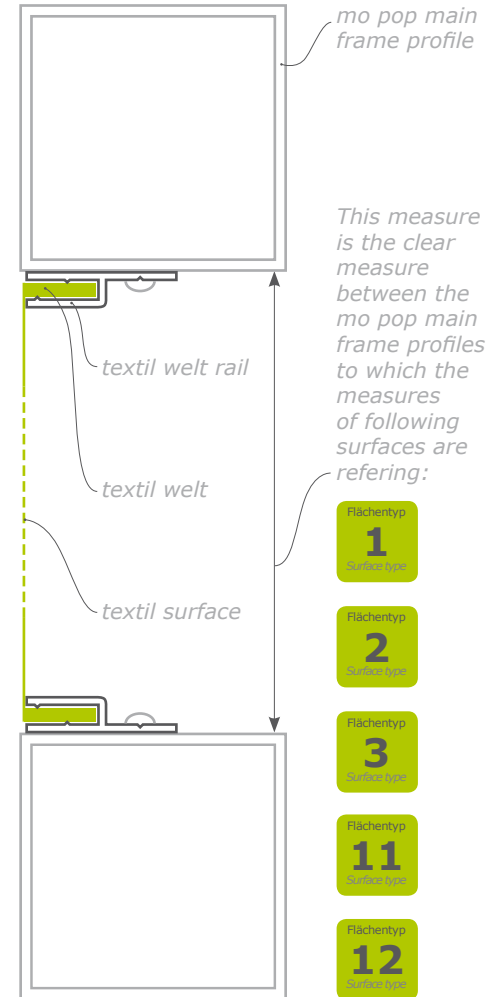 mo pop main
frame profile
This measure
is the clear
measure
between the
mo pop main
frame profiles
to which the
measures
of following
surfaces are
refering:
textil welt rail
textil welt
textil surface
Flächentyp
1
Surface type
Flächentyp
2
Surface type
Flächentyp
3
Surface type
Flächentyp
11
Surface type
Flächentyp
12
Surface type